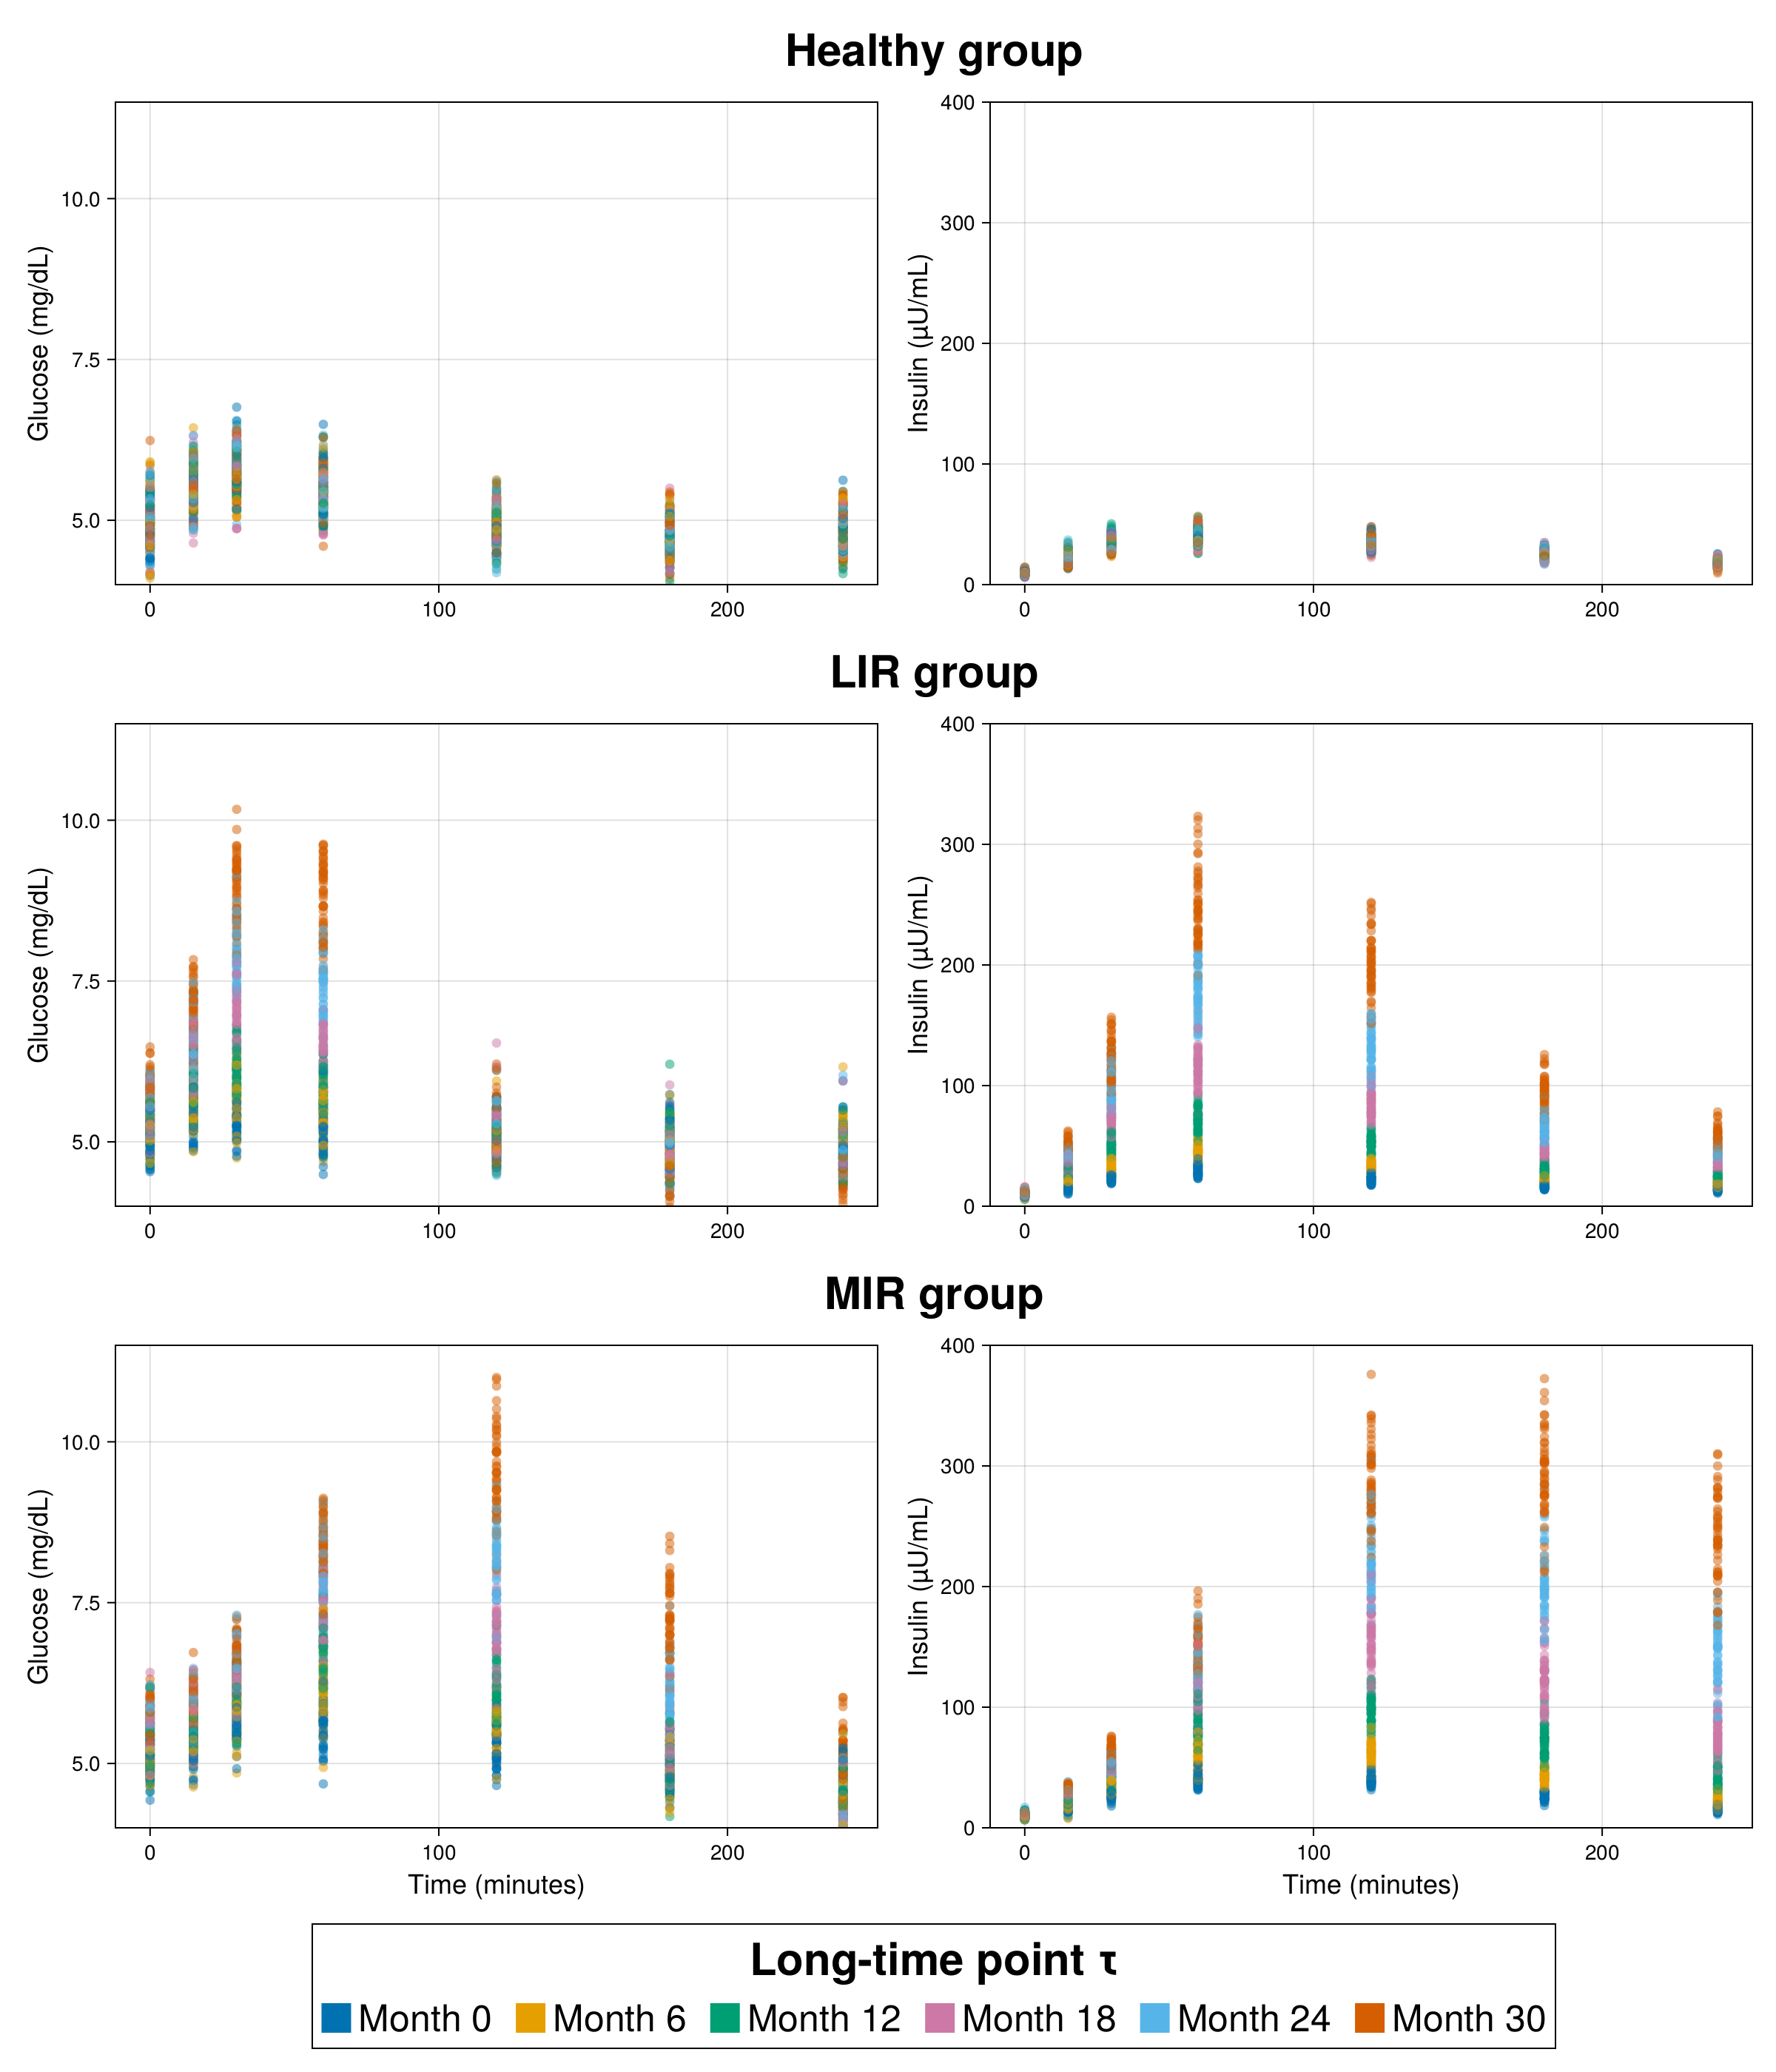 Healthy group
Glucose (mg/dL)
10.0
7.5
5.0
0 100 200
Insulin (µU/mL)
400
300
200
100
0
0 100 200
LIR group
Glucose (mg/dL)
10.0
7.5
5.0
0 100 200
Insulin (µU/mL)
400
300
200
100
0
0 100 200
MIR group
Glucose (mg/dL)
10.0
7.5
5.0
0 100 200
Time (minutes)
Insulin (µU/mL)
400
300
200
100
0
0 100 200
Time (minutes)
Long-time point τ
Month 0 Month 6 Month 12 Month 18 Month 24 Month 30